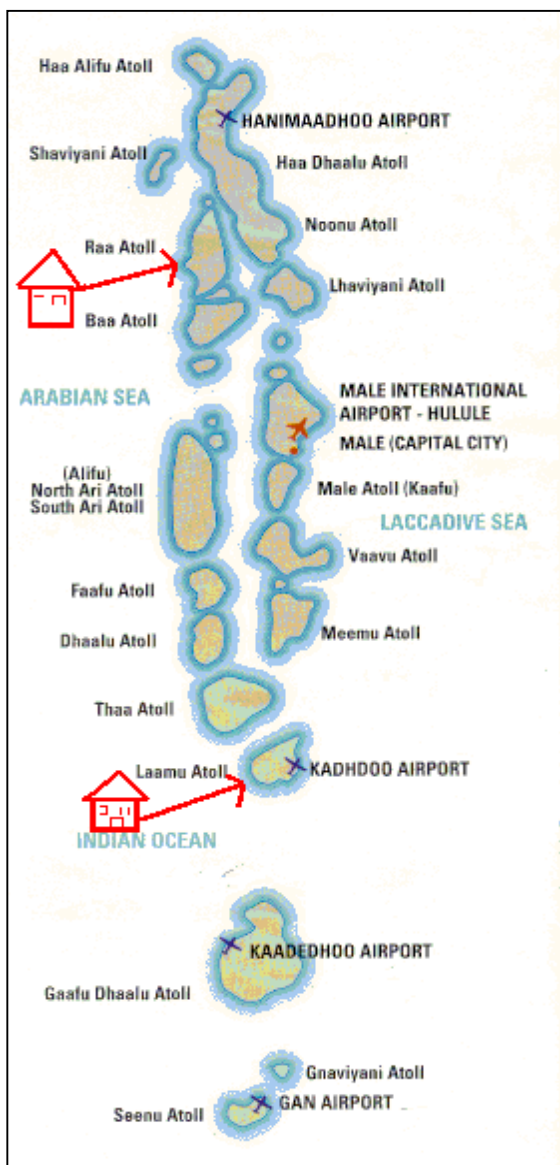 Haa Alifu Atoll
HANIMAADHOO AIRPORT
Shaviyani Atoll
Haa Dhaalu Atoll
Noonu Atoll
Raa Atoll
Lhaviyani Atoll
Baa Atoll
ARABIAN SEA
MALE INTERNATIONAL
AIRPORT - HULULE
MALE (CAPITAL CITY)
(Alifu)
North Ari Atoll
South Ari Atoll
Male Atoll (Kaafu)
LACCADIVE SEA
Vaavu Atoll
Faafu Atoll
Dhaalu Atoll
Meemu Atoll
Thaa Atoll
Laamu Atoll
KADHDOO AIRPORT
INDIAN OCEAN
KAADEDHOO AIRPORT
Gaafu Dhaalu Atoll
Gnaviyani Atoll
GAN AIRPORT
Seenu Atoll